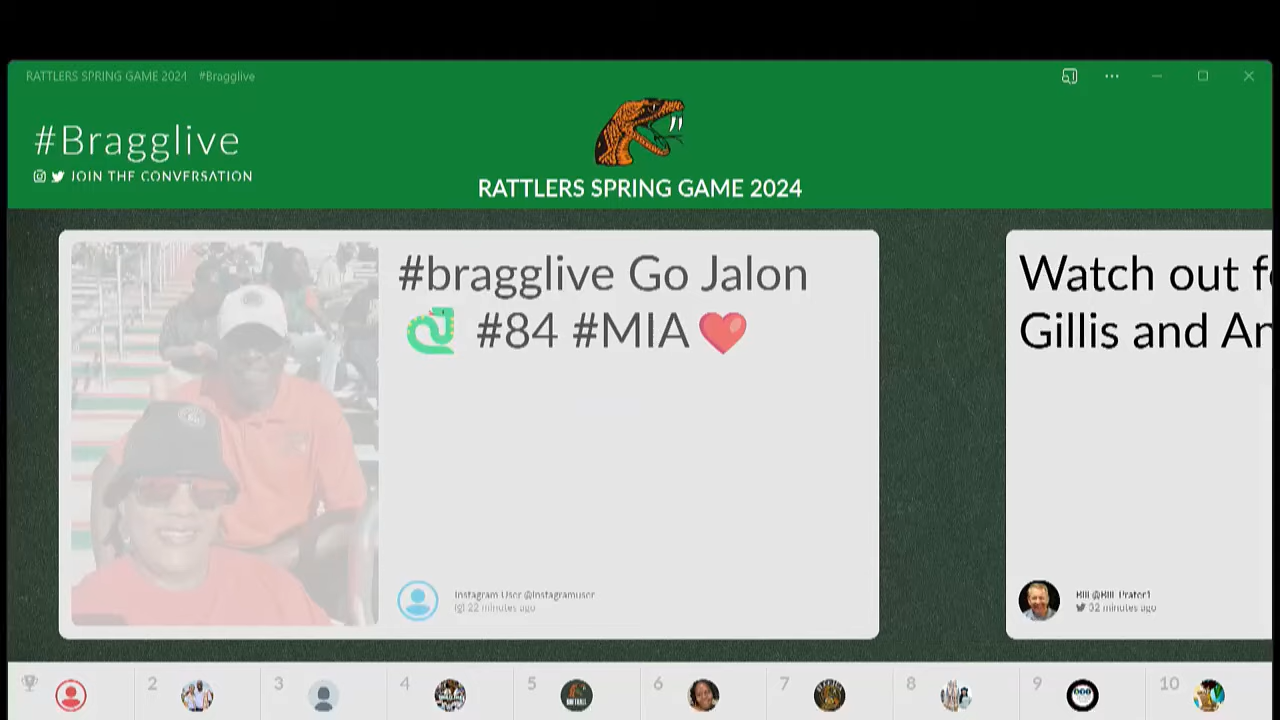 RATTLERS SPRING GAME 2024 #Bragglive
#Bragglive
JOIN THE CONVERSATION
RATTLERS SPRING GAME 2024
#bragglive Go Jalon
#84 #MIA
Instagram User @Instagramuser
22 minutes ago
Watch out
Gillis and
Bill @Bill_Prater1
32 minutes ago
2
3
4
5
6
7
8
9
10